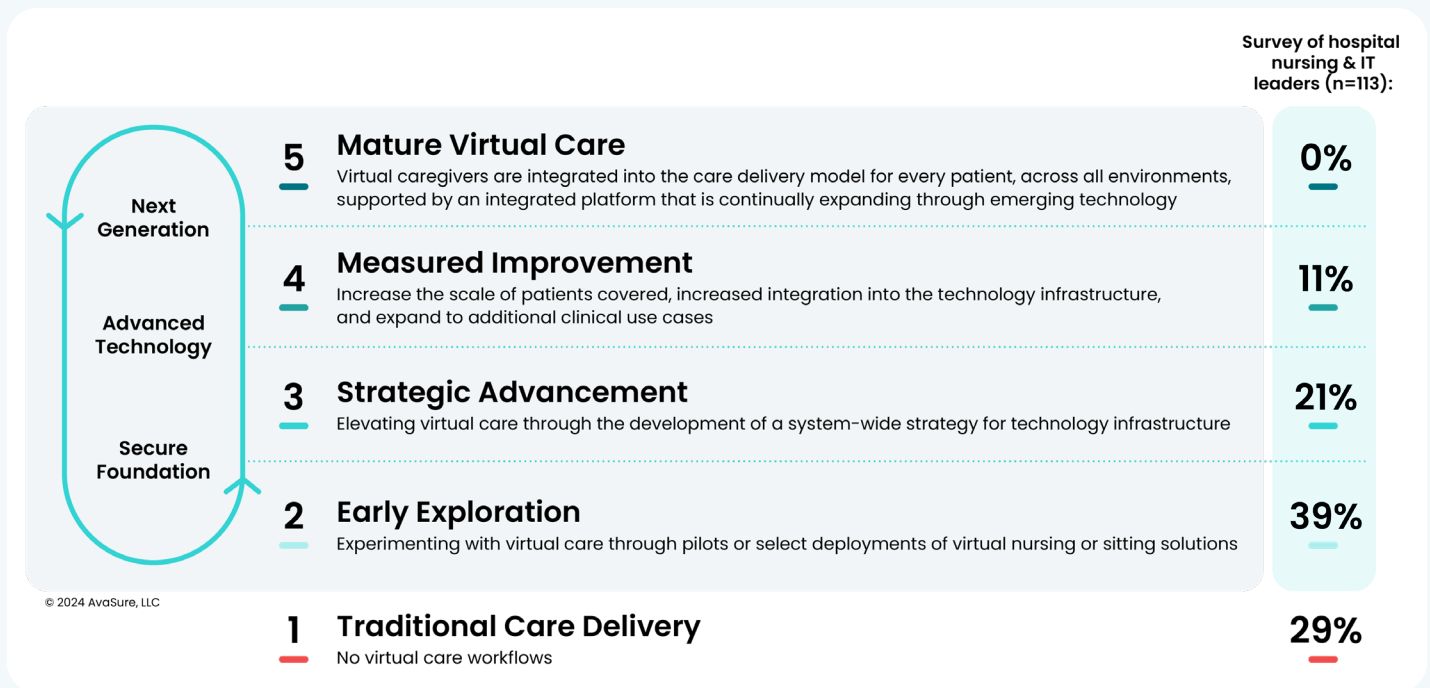 Survey of hospital
nursing & IT
leaders (n=113):
Next
Generation
Advanced
Technology
Secure
Foundation
5
Mature Virtual Care
Virtual caregivers are integrated into the care delivery model for every patient, across all environments,
supported by an integrated platform that is continually expanding through emerging technology
0%
4
Measured Improvement
Increase the scale of patients covered, increased integration into the technology infrastructure,
and expand to additional clinical use cases
11%
3
Strategic Advancement
Elevating virtual care through the development of a system-wide strategy for technology infrastructure
21%
2
Early Exploration
Experimenting with virtual care through pilots or select deployments of virtual nursing or sitting solutions
39%
© 2024 AvaSure, LLC
1
Traditional Care Delivery
No virtual care workflows
29%